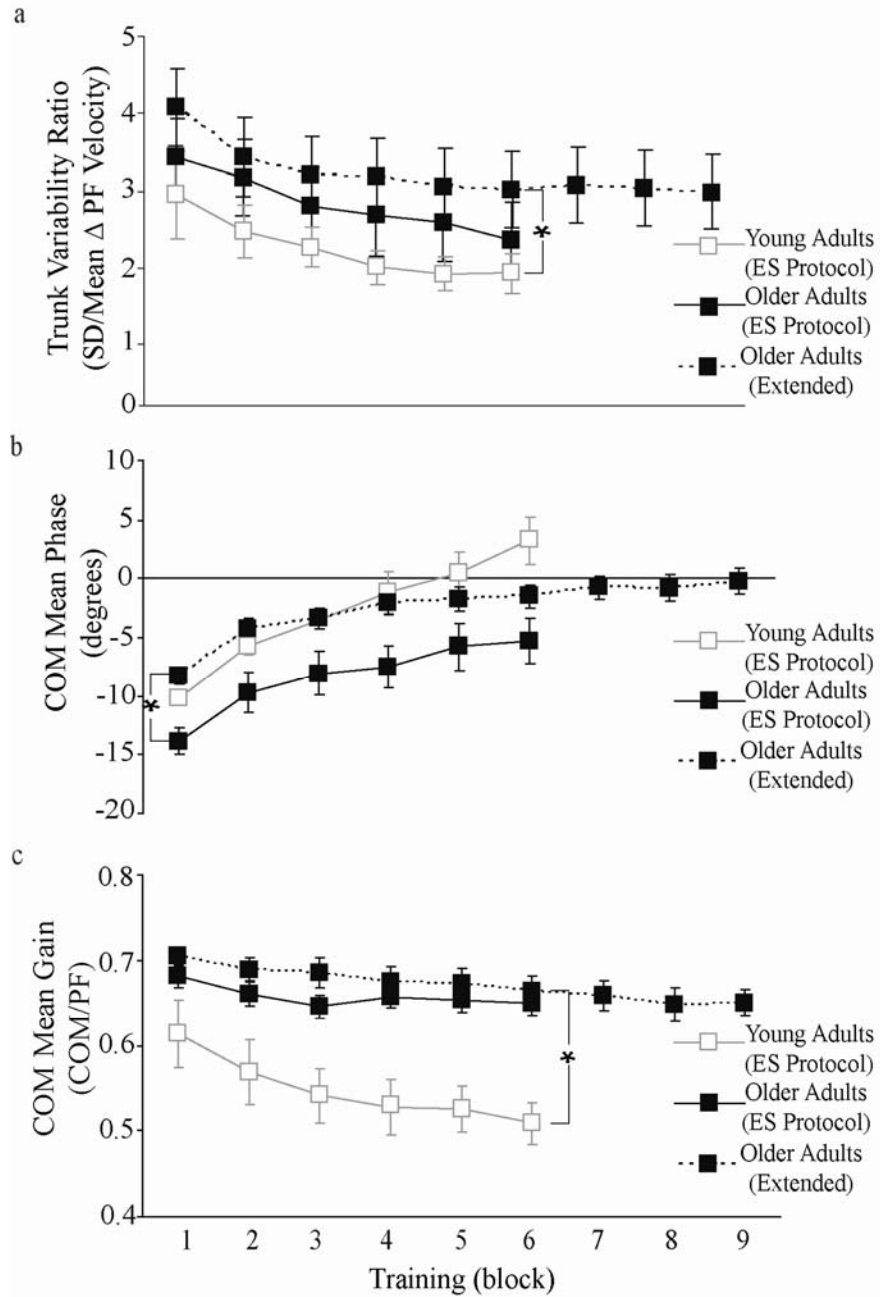 a
Trunk Variability Ratio
(SD/Mean Δ PF Velocity)
5
4
3
2
1
0
*
Young Adults
(ES Protocol)
Older Adults
(ES Protocol)
Older Adults
(Extended)
b
COM Mean Phase
(degrees)
10
5
0
-5
-10
-15
-20
*
Young Adults
(ES Protocol)
Older Adults
(ES Protocol)
Older Adults
(Extended)
c
COM Mean Gain
(COM/PF)
0.8
0.7
0.6
0.5
0.4
*
Young Adults
(ES Protocol)
Older Adults
(ES Protocol)
Older Adults
(Extended)
1 2 3 4 5 6 7 8 9
Training (block)